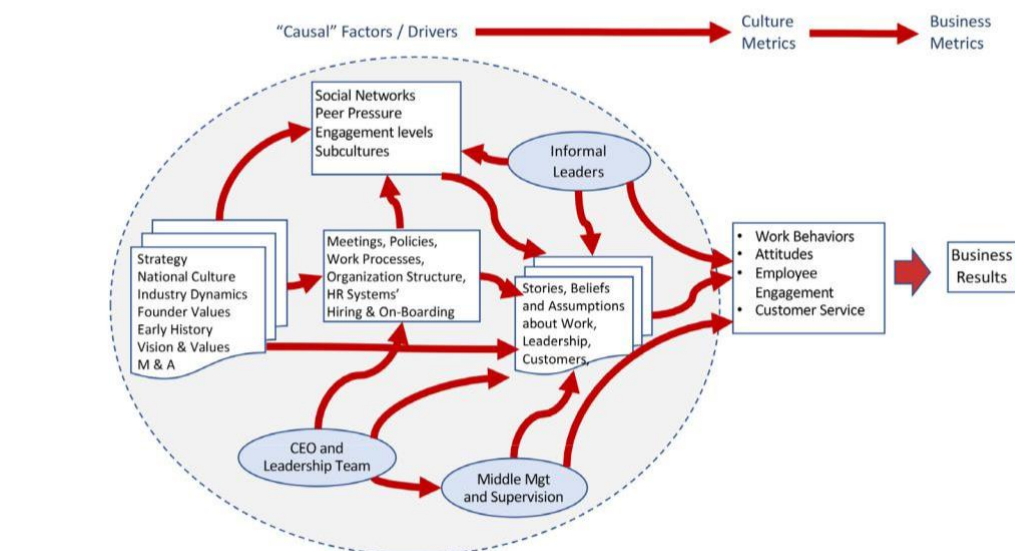 “Causal” Factors / Drivers
Culture
Metrics
Business
Metrics
Social Networks
Peer Pressure
Engagement levels
Subcultures
Informal
Leaders
Strategy
National Culture
Industry Dynamics
Founder Values
Early History
Vision & Values
M & A
Meetings, Policies,
Work Processes,
Organization Structure,
HR Systems’
Hiring & On-Boarding
Stories, Beliefs
and Assumptions
about Work,
Leadership,
Customers,
• Work Behaviors
• Attitudes
• Employee
Engagement
• Customer Service
Business
Results
CEO and
Leadership Team
Middle Mgt
and Supervision